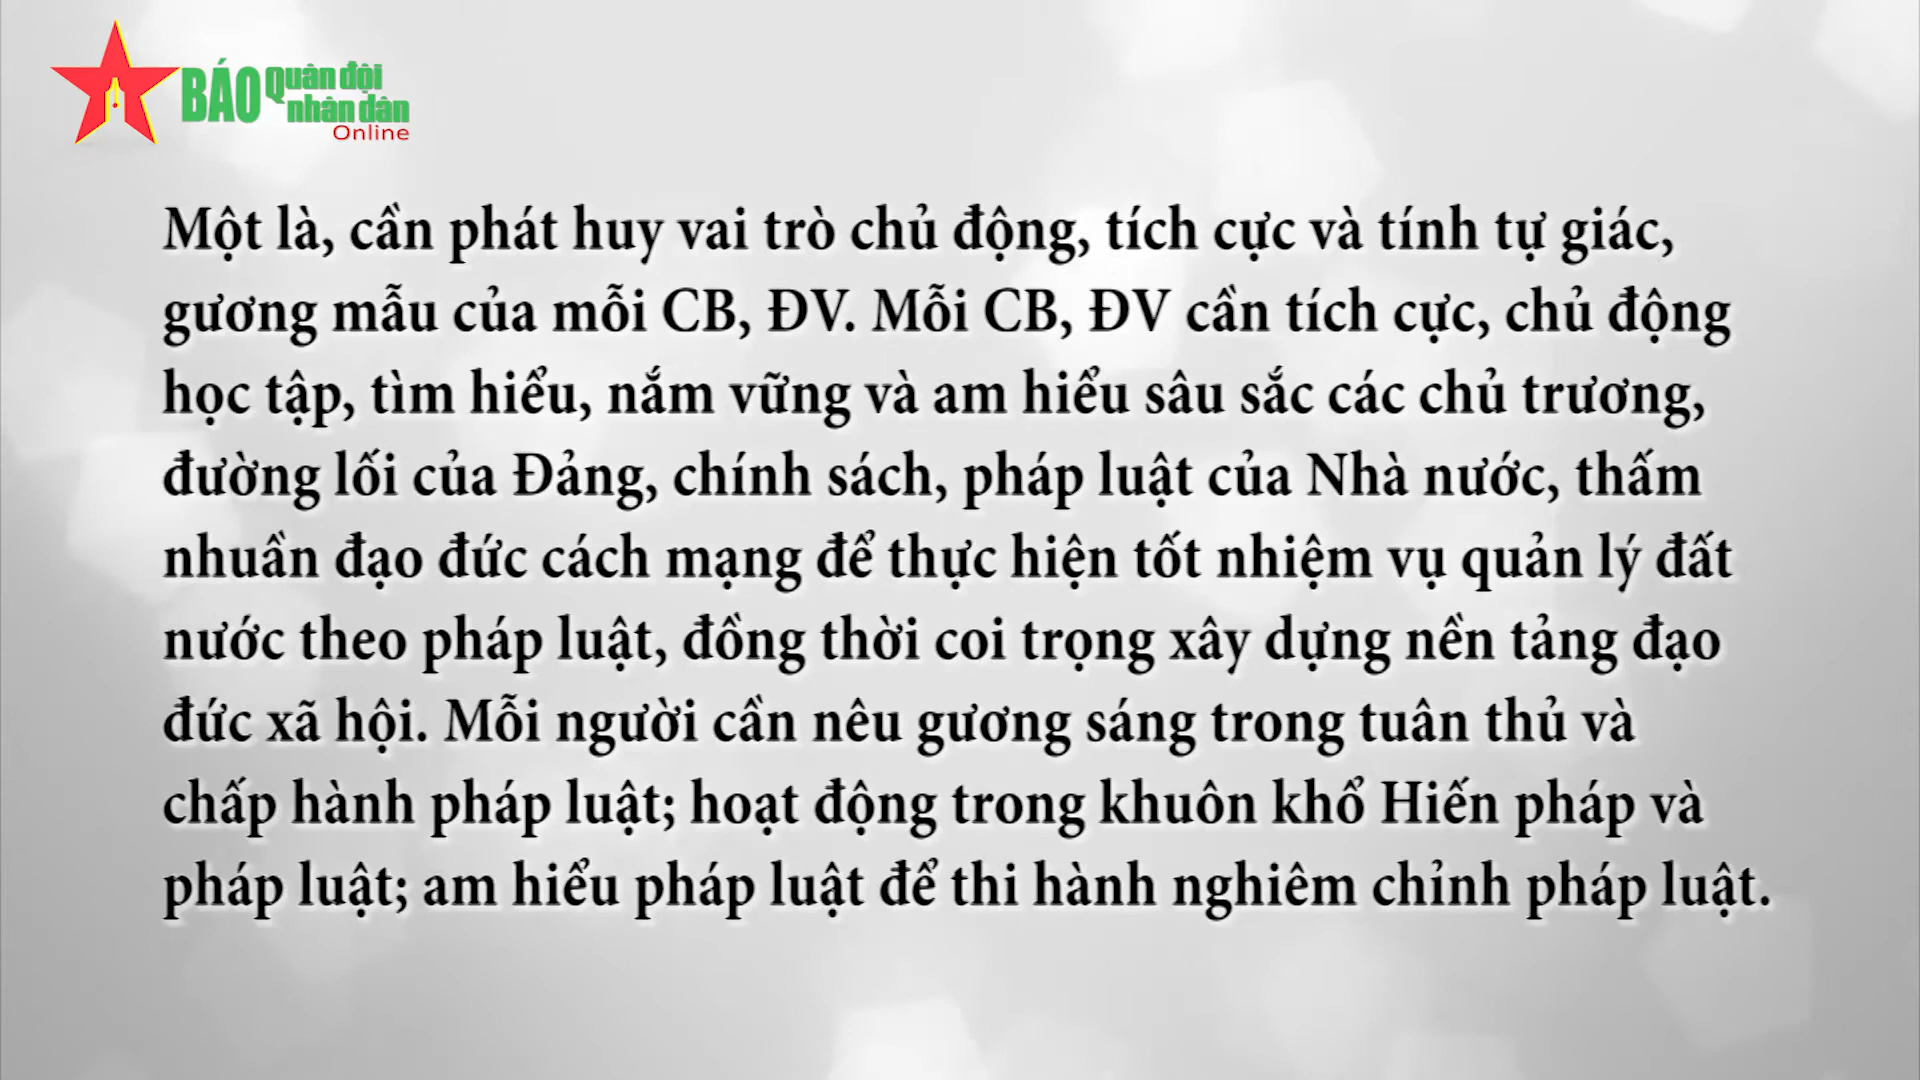 BÁO Quân đội
nhân dân
Online
Một là, cần phát huy vai trò chủ động, tích cực và tính tự giác,
gương mẫu của mỗi CB, ĐV. Mỗi CB, ĐV cần tích cực, chủ động
học tập, tìm hiểu, nắm vững và am hiểu sâu sắc các chủ trương,
đường lối của Đảng, chính sách, pháp luật của Nhà nước, thấm
nhuần đạo đức cách mạng để thực hiện tốt nhiệm vụ quản lý đất
nước theo pháp luật, đồng thời coi trọng xây dựng nền tảng đạo
đức xã hội. Mỗi người cần nêu gương sáng trong tuân thủ và
chấp hành pháp luật; hoạt động trong khuôn khổ Hiến pháp và
pháp luật; am hiểu pháp luật để thi hành nghiêm chỉnh pháp luật.